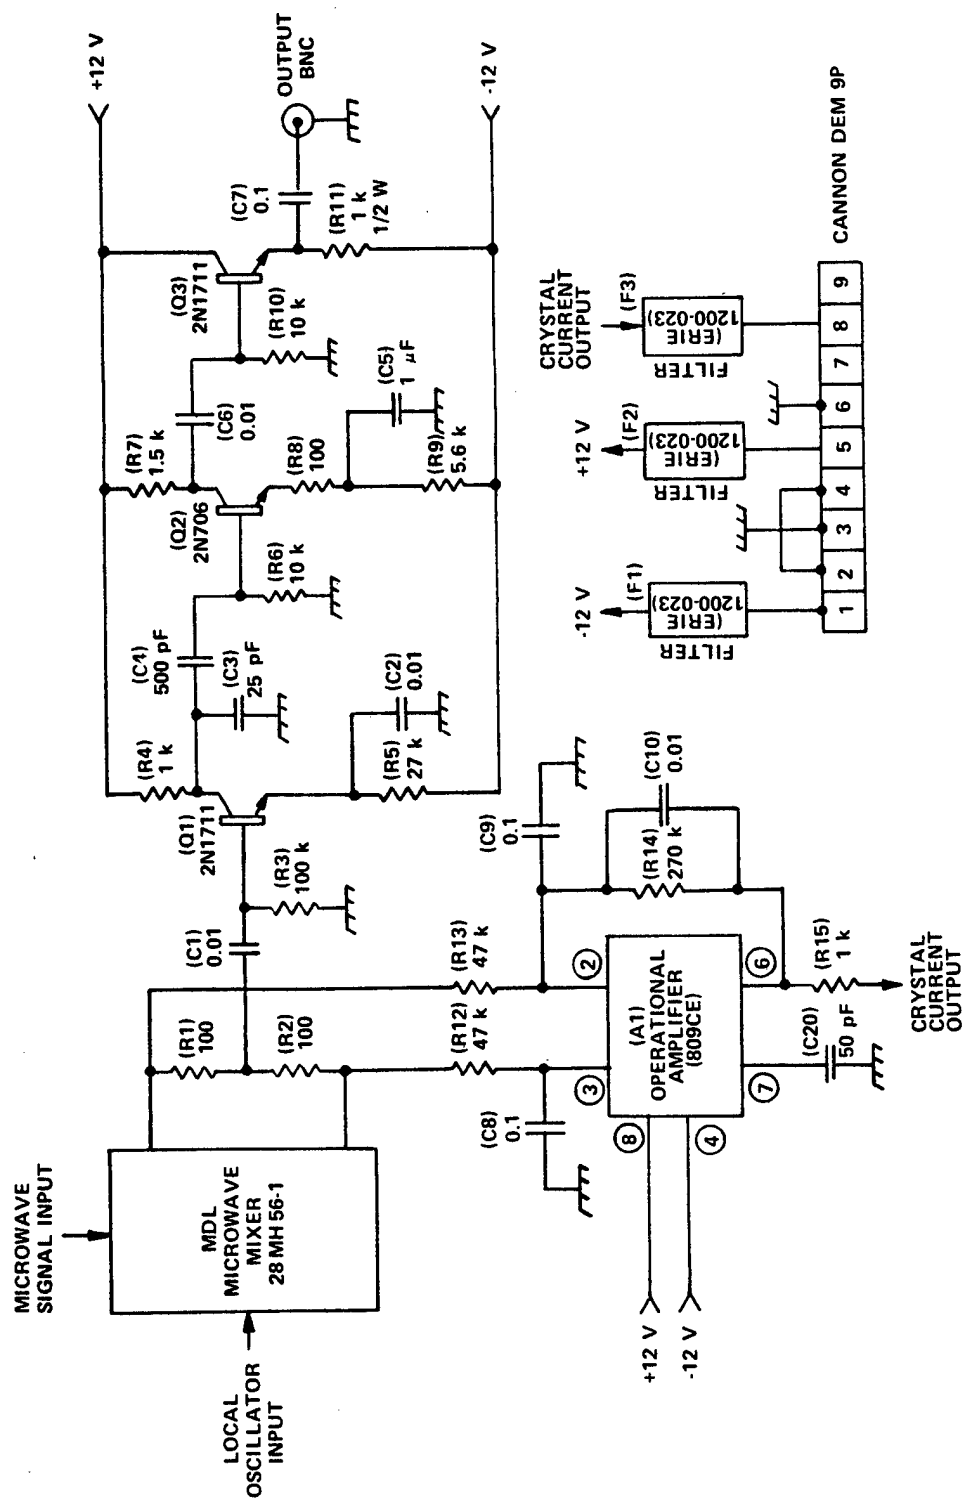 MICROWAVE
SIGNAL INPUT
LOCAL
OSCILLATOR
INPUT
MDL
MICROWAVE
MIXER
28 MH 56-1
(R1)
100
(R2)
100
(C1)
0.01
(R3)
100 k
(Q1)
2N1711
(R4)
1 k
(C3)
25 pF
(C4)
500 pF
(R5)
27 k
(C2)
0.01
(R6)
10 k
(Q2)
2N706
(R7)
1.5 k
(R8)
100
(C5)
1 μF
(R9)
5.6 k
(C6)
0.01
(R10)
10 k
(Q3)
2N1711
(C7)
0.1
(R11)
1 k
1/2 W
+12 V
OUTPUT
BNC
-12 V
(R13)
47 k
(R12)
47 k
(C8)
0.1
(C9)
0.1
3
2
8
4
7
6
(A1)
OPERATIONAL
AMPLIFIER
(809CE)
+12 V
-12 V
(R14)
270 k
(C10)
0.01
(C20)
50 pF
(R15)
1 k
CRYSTAL
CURRENT
OUTPUT
-12 V
(F1)
FILTER
(ERIE
1200-023)
+12 V
(F2)
FILTER
(ERIE
1200-023)
CRYSTAL
CURRENT
OUTPUT
(F3)
FILTER
(ERIE
1200-023)
1 2 3 4 5 6 7 8 9
CANNON DEM 9P